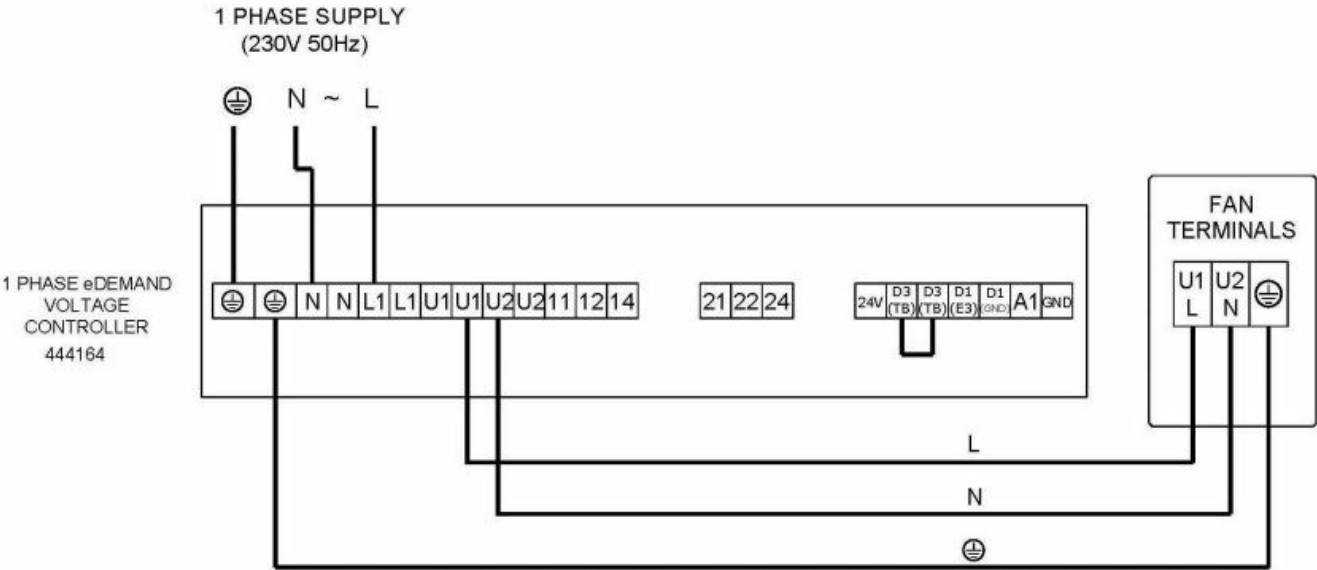 1 PHASE SUPPLY
(230V 50Hz)
N ~ L
FAN
TERMINALS
U1 U2
L N
1 PHASE eDEMAND
VOLTAGE
CONTROLLER
444164
N N L1 L1 U1 U1 U2 U2 11 12 14
21 22 24
24V D3 (TB) D3 (TB) D1 (E3) D1 (GND) A1 GND
L
N